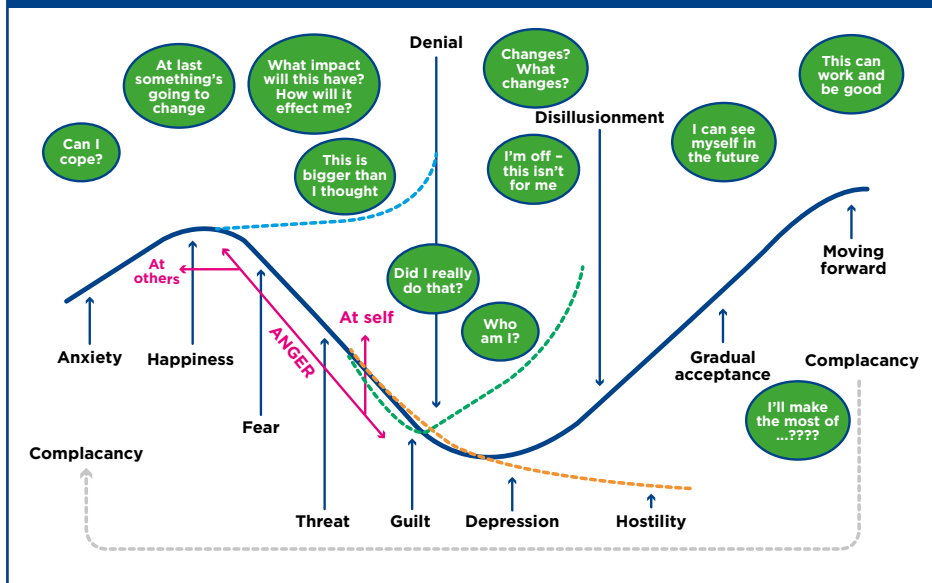 Denial
Changes?
What
changes?
At last
something's
going to
change
What impact
will this have?
How will it
effect me?
This can
work and
be good
Can I
cope?
Disillusionment
I can see
myself in
the future
This is
bigger than
I thought
I'm off –
this isn't
for me
Moving
forward
At
others
Did I really
do that?
At self
Who
am I?
ANGER
Anxiety
Happiness
Gradual
acceptance
Complacancy
Fear
I'll make
the most of
...????
Complacancy
Threat
Guilt
Depression
Hostility